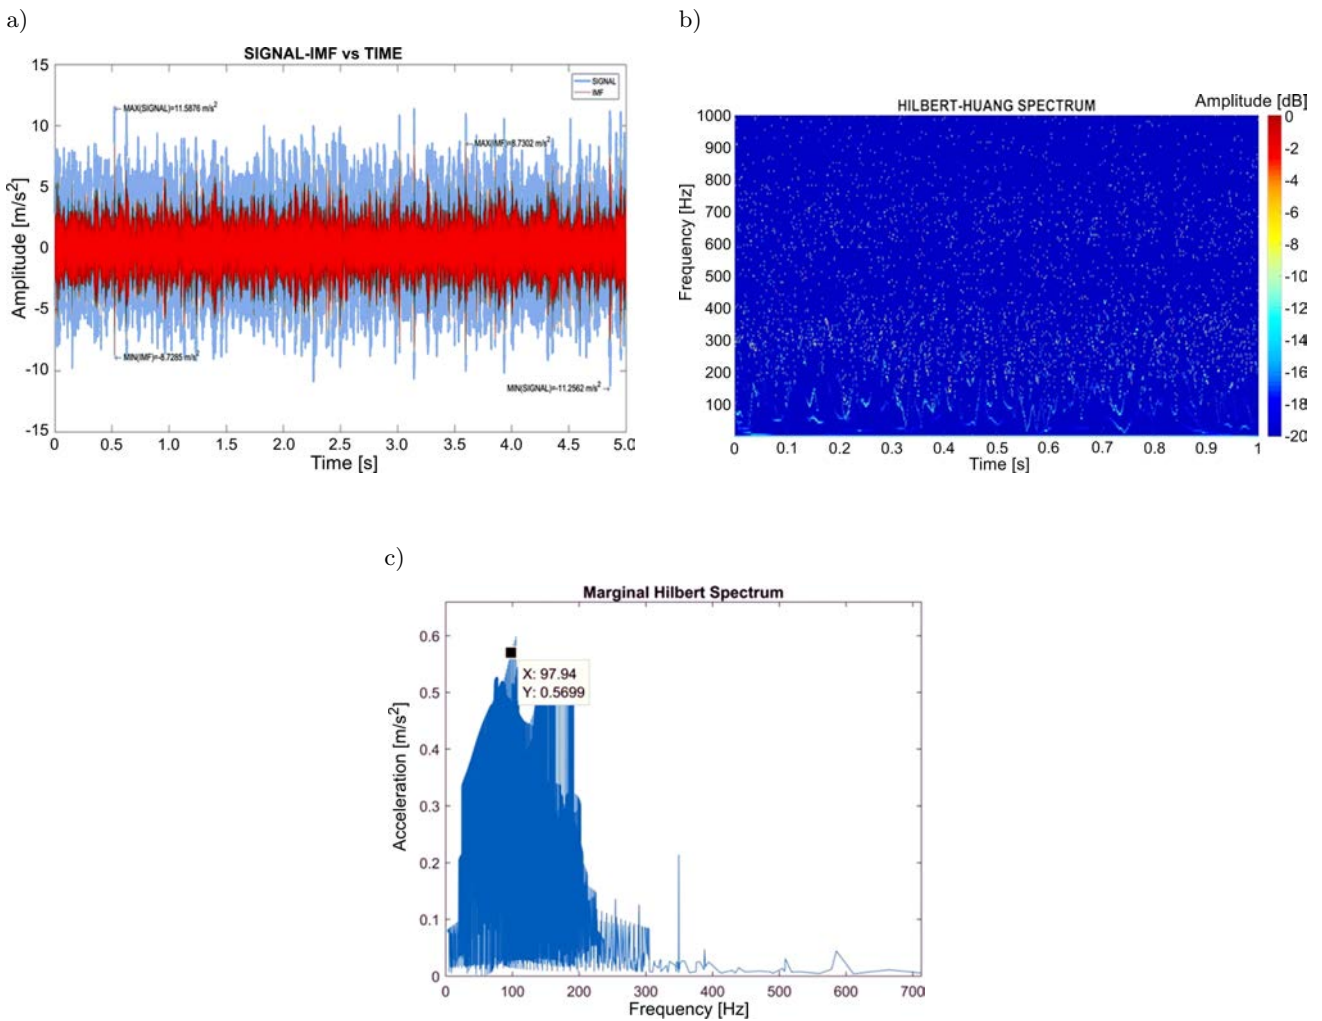 a)
SIGNAL-IMF vs TIME
15
10
5
0
-5
-10
-15
Amplitude [m/s²]
SIGNAL
IMF
← MAX(SIGNAL)=11.5876 m/s²
← MAX(IMF)=8.7302 m/s²
← MIN(IMF)=-8.7285 m/s²
MIN(SIGNAL)=-11.2562 m/s² →
0 0.5 1.0 1.5 2.0 2.5 3.0 3.5 4.0 4.5 5.0
Time [s]
b)
HILBERT-HUANG SPECTRUM
Amplitude [dB]
1000
900
800
700
600
500
400
300
200
100
Frequency [Hz]
0
-2
-4
-6
-8
-10
-12
-14
-16
-18
-20
0 0.1 0.2 0.3 0.4 0.5 0.6 0.7 0.8 0.9 1
Time [s]
c)
Marginal Hilbert Spectrum
0.6
0.5
0.4
0.3
0.2
0.1
0
Acceleration [m/s²]
X: 97.94
Y: 0.5699
0 100 200 300 400 500 600 700
Frequency [Hz]